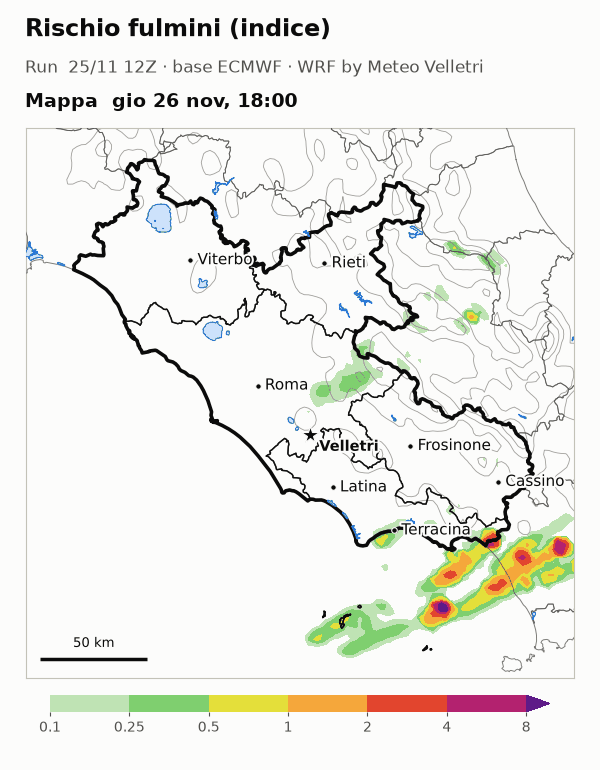 Rischio fulmini (indice)
Run  25/11 12Z · base ECMWF · WRF by Meteo Velletri
Mappa  gio 26 nov, 18:00
Viterbo
Rieti
Roma
Velletri
Frosinone
Latina
Cassino
Terracina
50 km
0.1 0.25 0.5 1 2 4 8